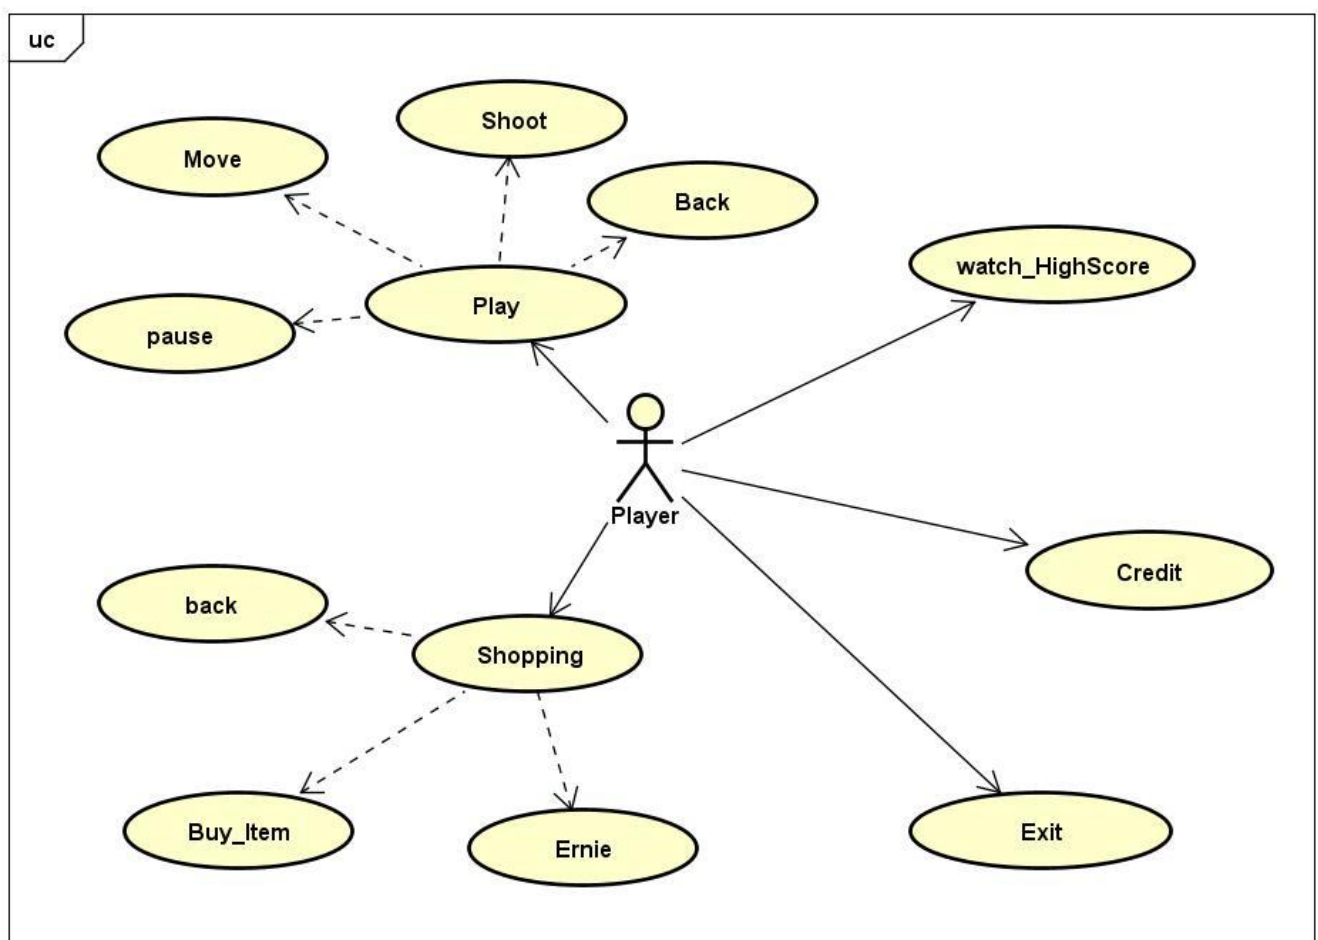 uc
Shoot
Move
Back
watch_HighScore
Play
pause
Player
Credit
back
Shopping
Buy_Item
Ernie
Exit